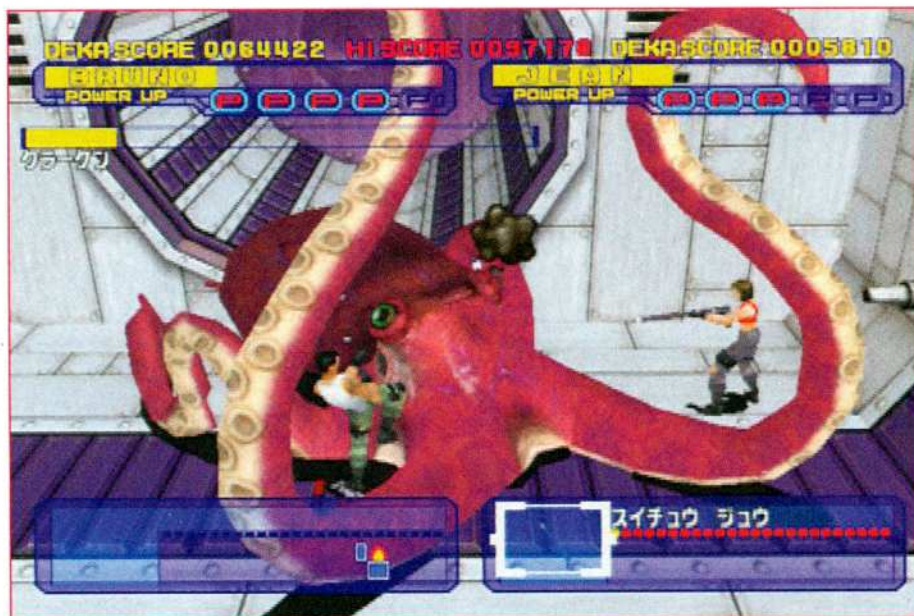 DEKA SCORE 0064422 HI SCORE 0097178 DEKA SCORE 0005810
BRUNO JEAN
POWER UP P P P P P POWER UP P P P P P
クラーケン
スイチュウ ジュウ